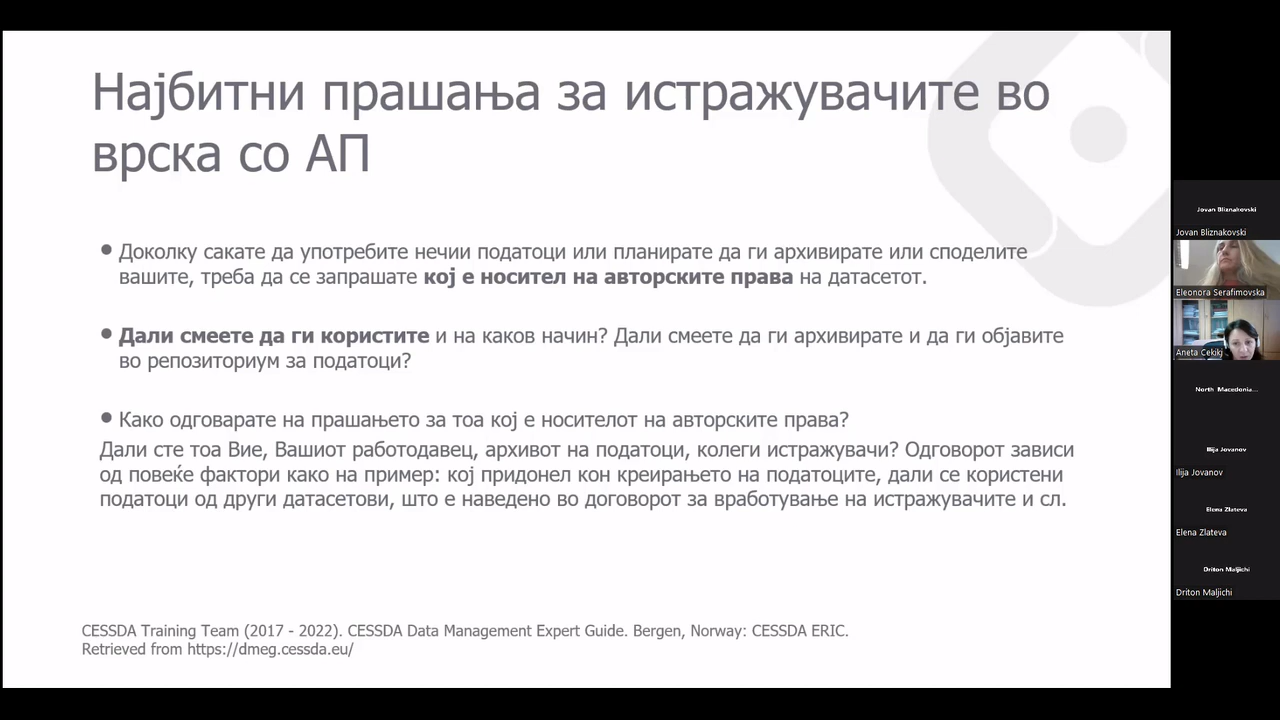 Најбитни прашања за истражувачите во
врска со АП
● Доколку сакате да употребите нечии податоци или планирате да ги архивирате или споделите
вашите, треба да се запрашате кој е носител на авторските права на датасетот.
● Дали смеете да ги користите и на каков начин? Дали смеете да ги архивирате и да ги објавите
во репозиториум за податоци?
● Како одговарате на прашањето за тоа кој е носителот на авторските права?
Дали сте тоа Вие, Вашиот работодавец, архивот на податоци, колеги истражувачи? Одговорот зависи
од повеќе фактори како на пример: кој придонел кон креирањето на податоците, дали се користени
податоци од други датасетови, што е наведено во договорот за вработување на истражувачите и сл.
CESSDA Training Team (2017 - 2022). CESSDA Data Management Expert Guide. Bergen, Norway: CESSDA ERIC.
Retrieved from https://dmeg.cessda.eu/
Jovan Bliznakovski
Jovan Bliznakovski
Eleonora Serafimovska
Aneta Cekikj
North Macedonia...
Ilija Jovanov
Ilija Jovanov
Elena Zlateva
Elena Zlateva
Driton Maljichi
Driton Maljichi